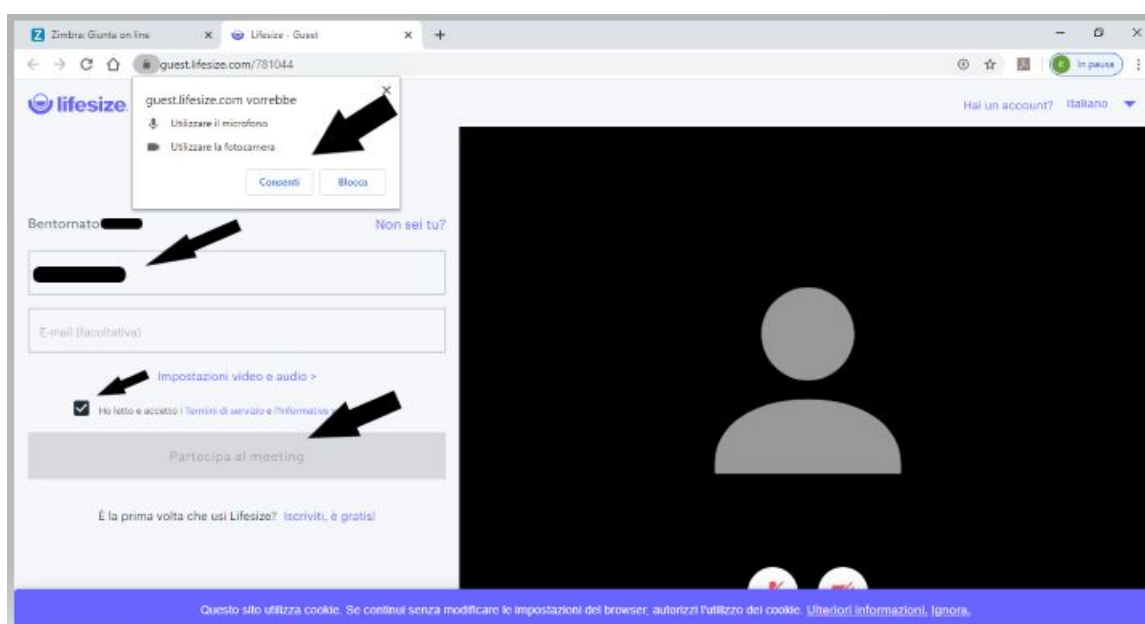 Zimbra: Giunta on line
Lifesize - Guest
guest.lifesize.com/781044
In pausa
lifesize
Hai un account? Italiano
guest.lifesize.com vorrebbe
Utilizzare il microfono
Utilizzare la fotocamera
Consenti Blocca
Bentornato
Non sei tu?
E-mail (facoltativa)
Impostazioni video e audio >
Ho letto e accetto i Termini di servizio e l'Informativa
Partecipa al meeting
È la prima volta che usi Lifesize? Iscriviti, è gratis!
Questo sito utilizza cookie. Se continui senza modificare le impostazioni del browser, autorizzi l'utilizzo dei cookie. Ulteriori informazioni. Ignora.